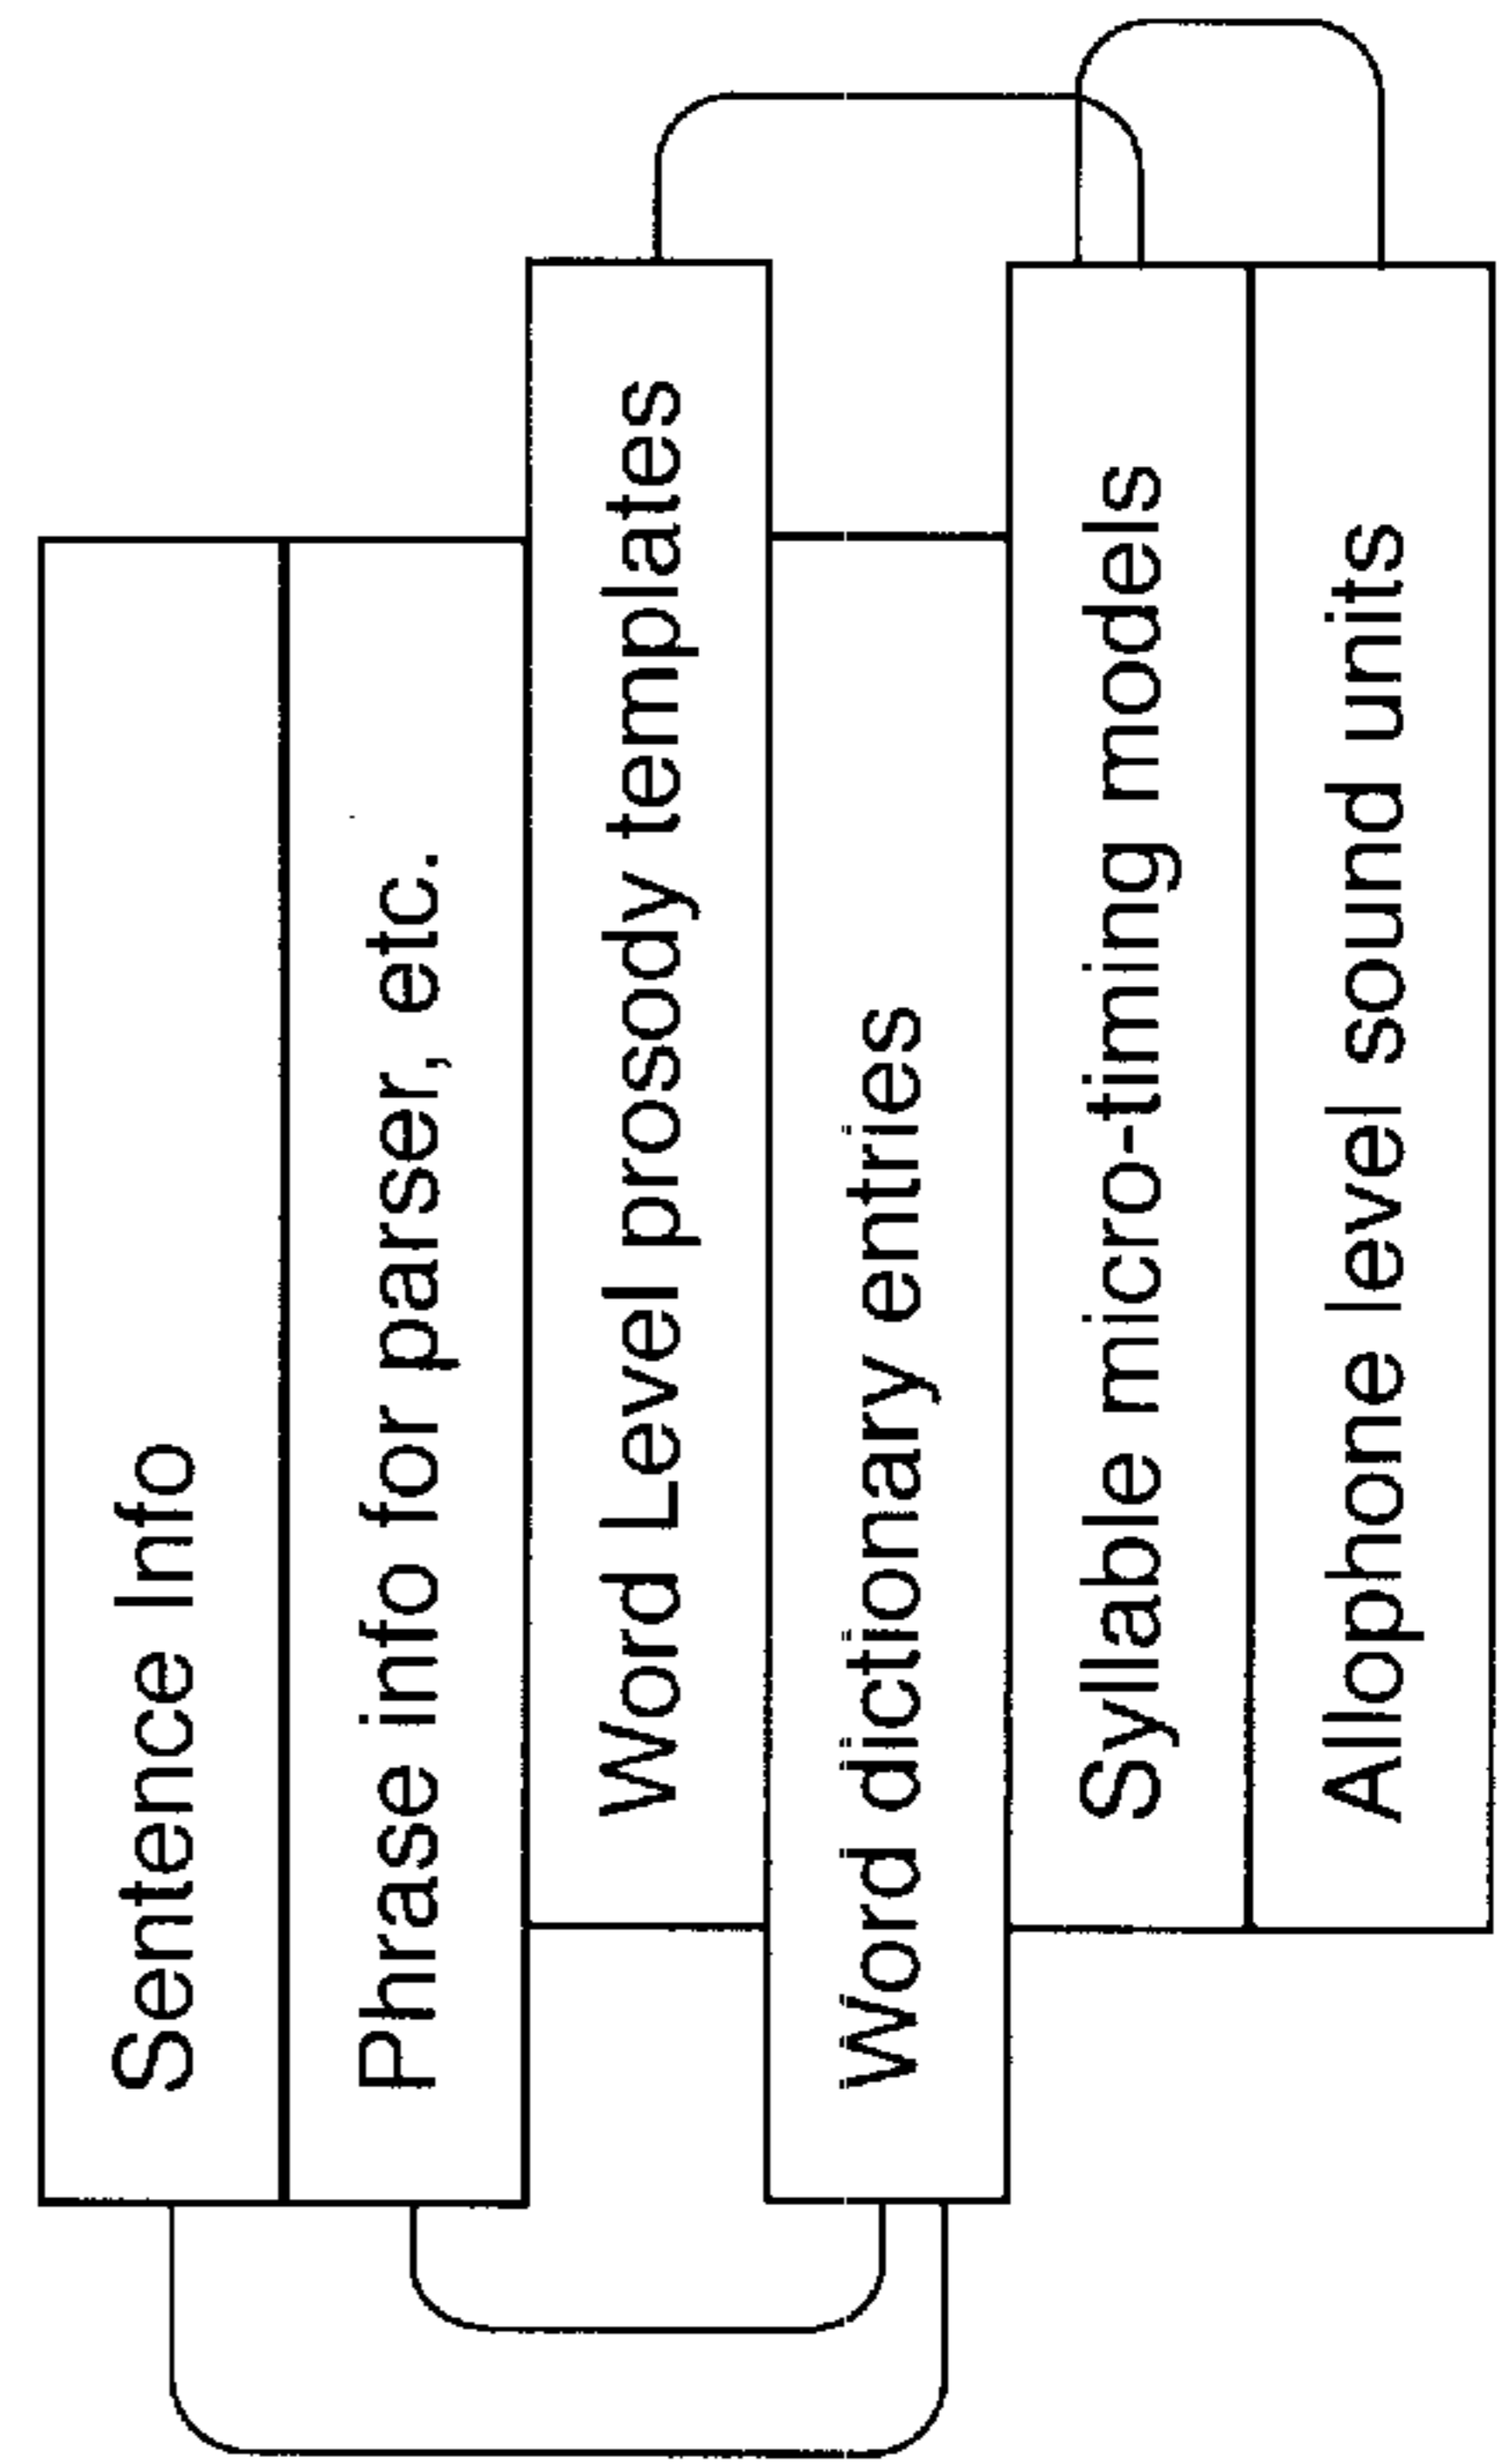 Sentence Info
Phrase info for parser, etc.
Word Level prosody templates
Word dictionary entries
Syllable micro-timing models
Allophone level sound units